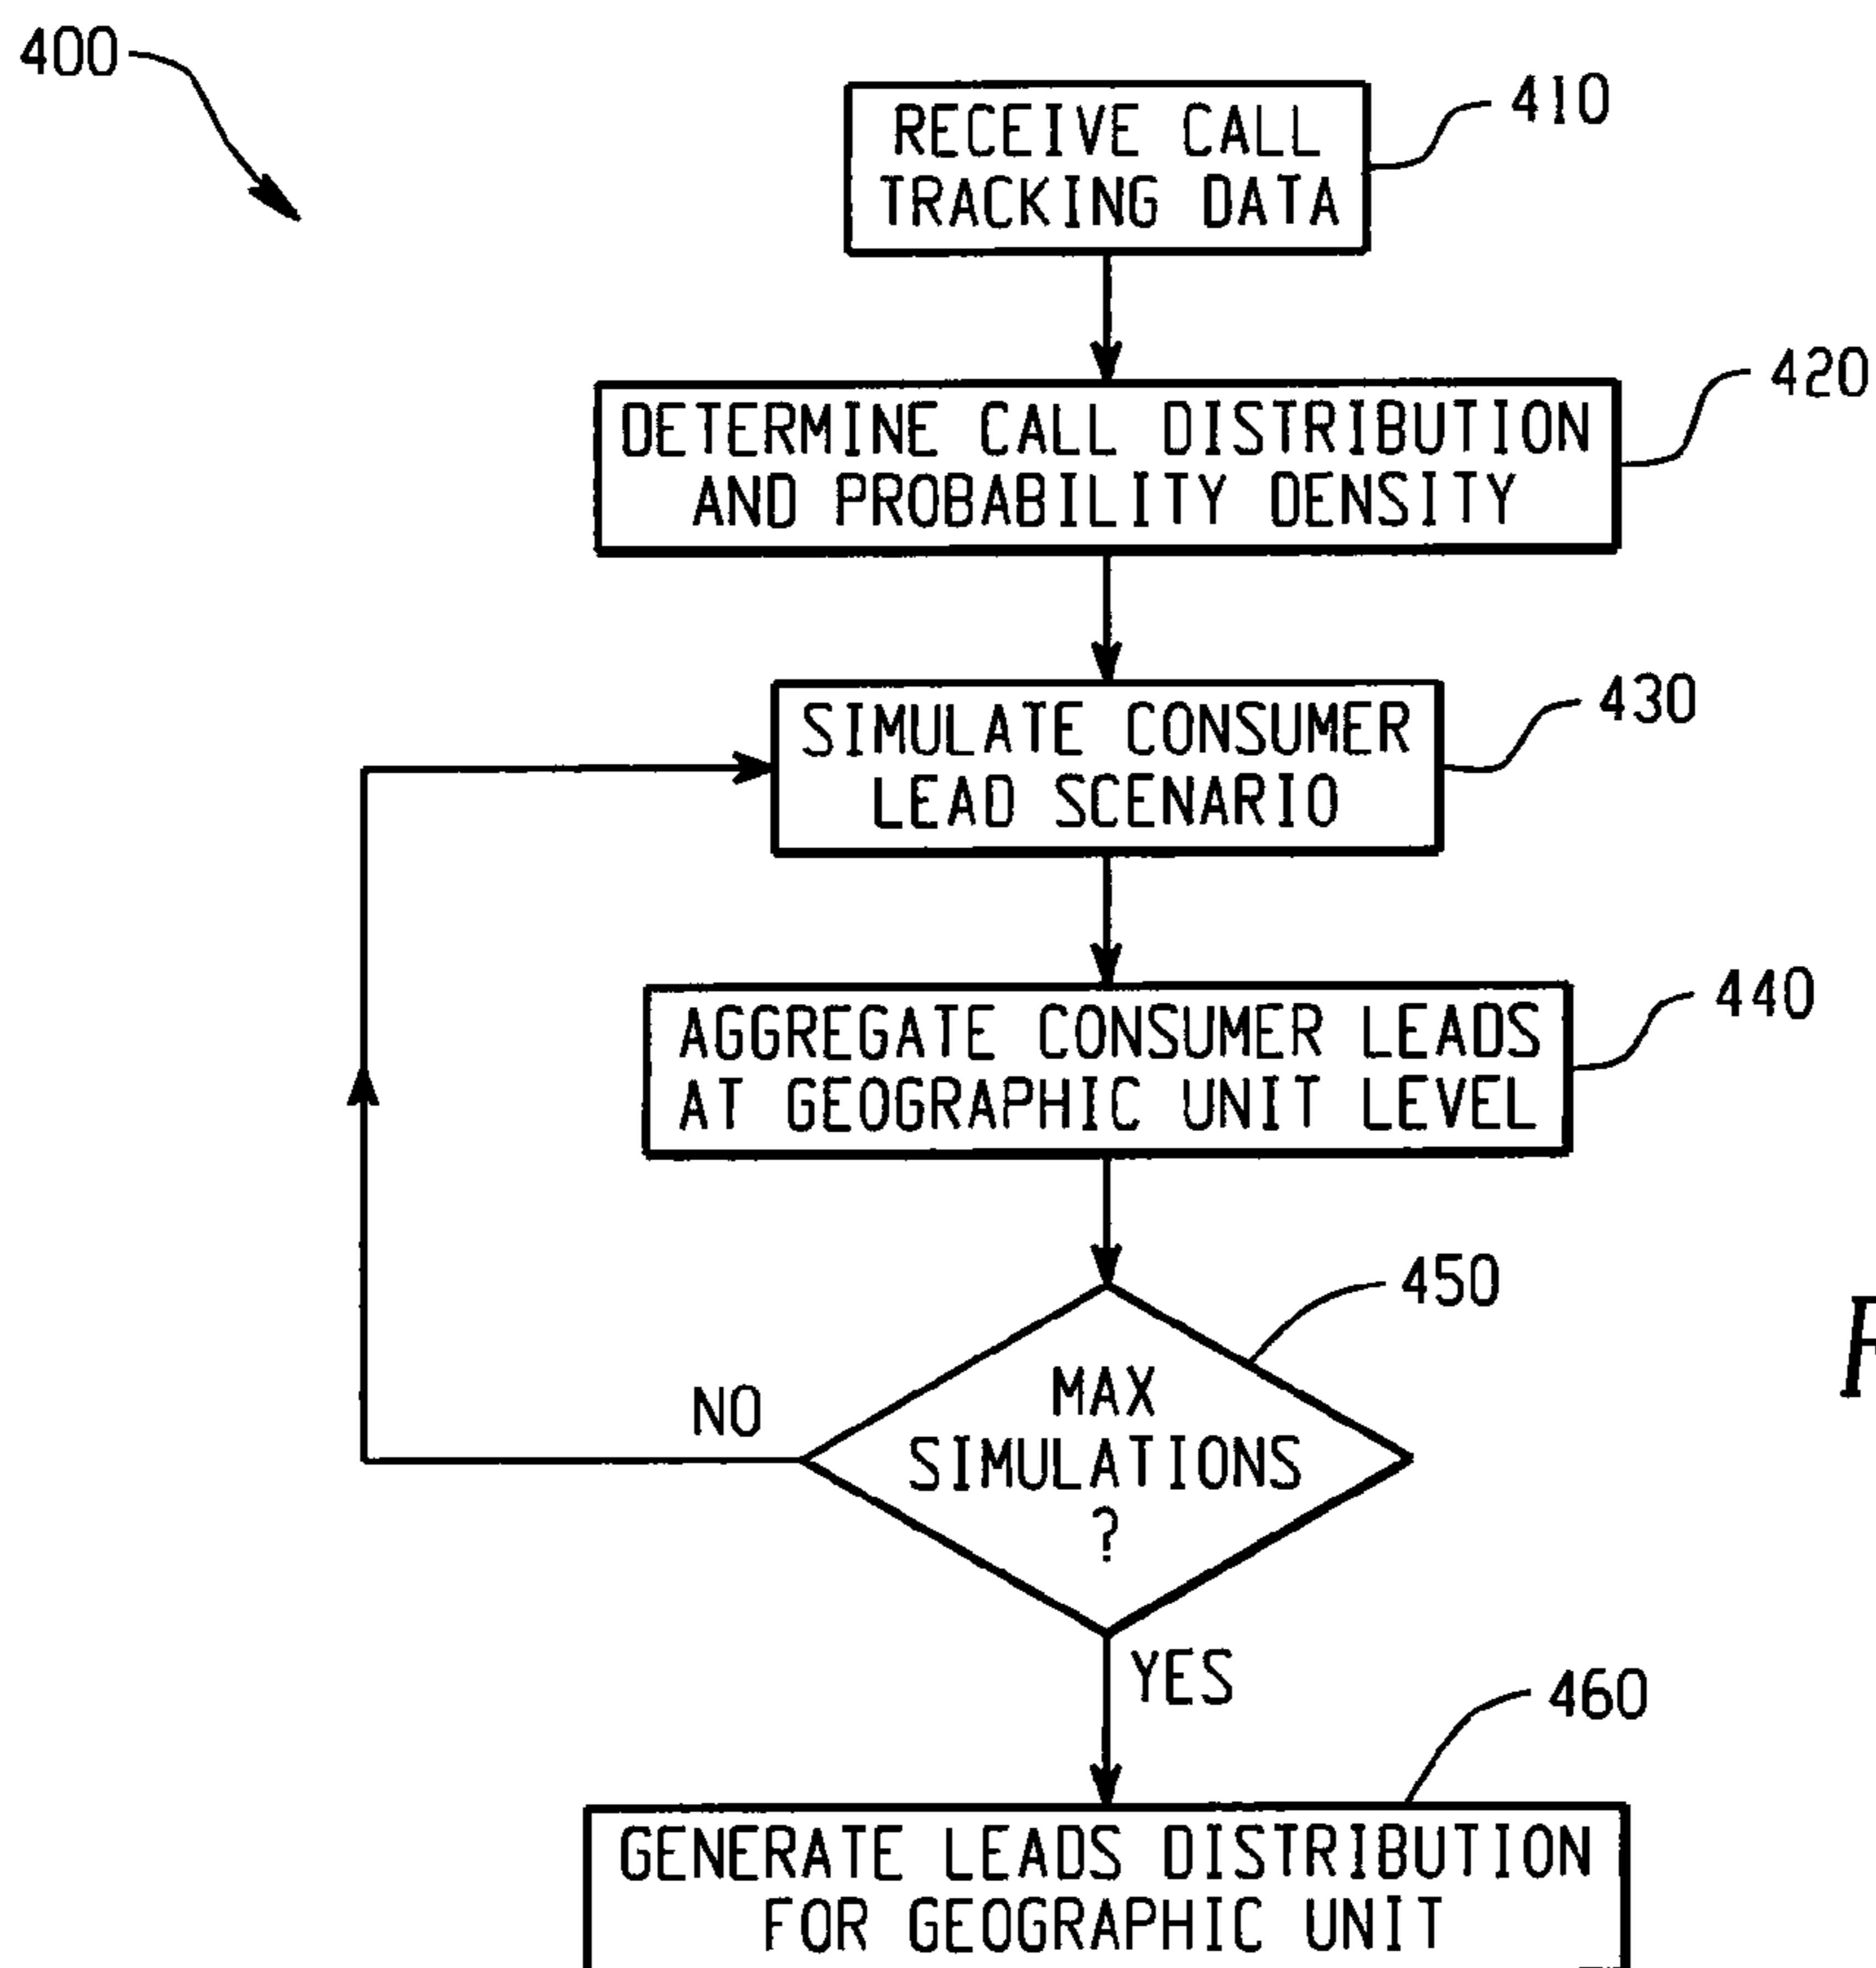 400
RECEIVE CALL
TRACKING DATA
410
DETERMINE CALL DISTRIBUTION
AND PROBABILITY DENSITY
420
SIMULATE CONSUMER
LEAD SCENARIO
430
AGGREGATE CONSUMER LEADS
AT GEOGRAPHIC UNIT LEVEL
440
450
MAX
SIMULATIONS
?
NO
YES
460
GENERATE LEADS DISTRIBUTION
FOR GEOGRAPHIC UNIT